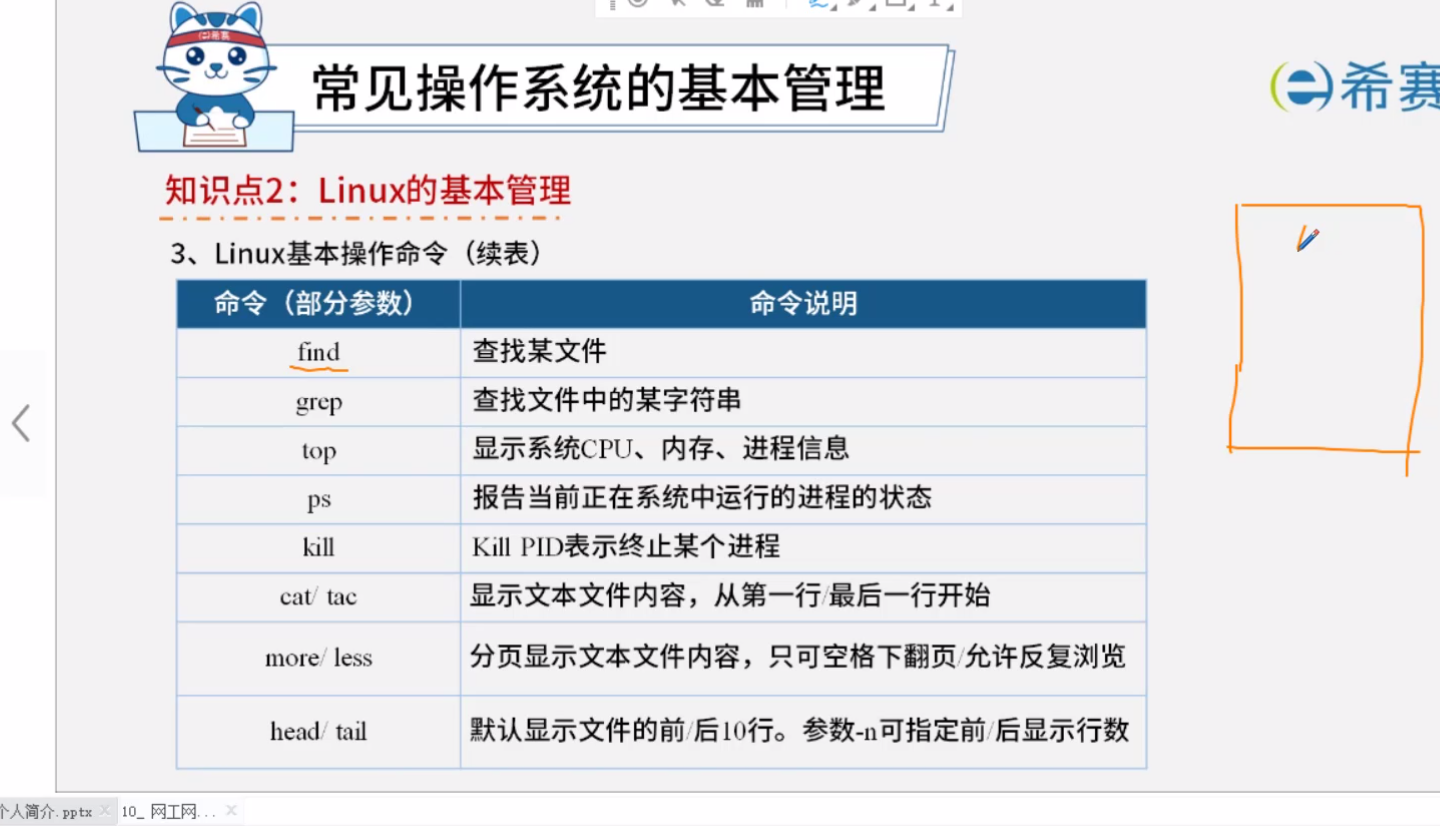 常见操作系统的基本管理
希赛
知识点2：Linux的基本管理
3、Linux基本操作命令（续表）
命令（部分参数） 命令说明
find 查找某文件
grep 查找文件中的某字符串
top 显示系统CPU、内存、进程信息
ps 报告当前正在系统中运行的进程的状态
kill Kill PID表示终止某个进程
cat/ tac 显示文本文件内容，从第一行/最后一行开始
more/ less 分页显示文本文件内容，只可空格下翻页/允许反复浏览
head/ tail 默认显示文件的前/后10行。参数-n可指定前/后显示行数
个人简介.pptx 10_ 网工网...